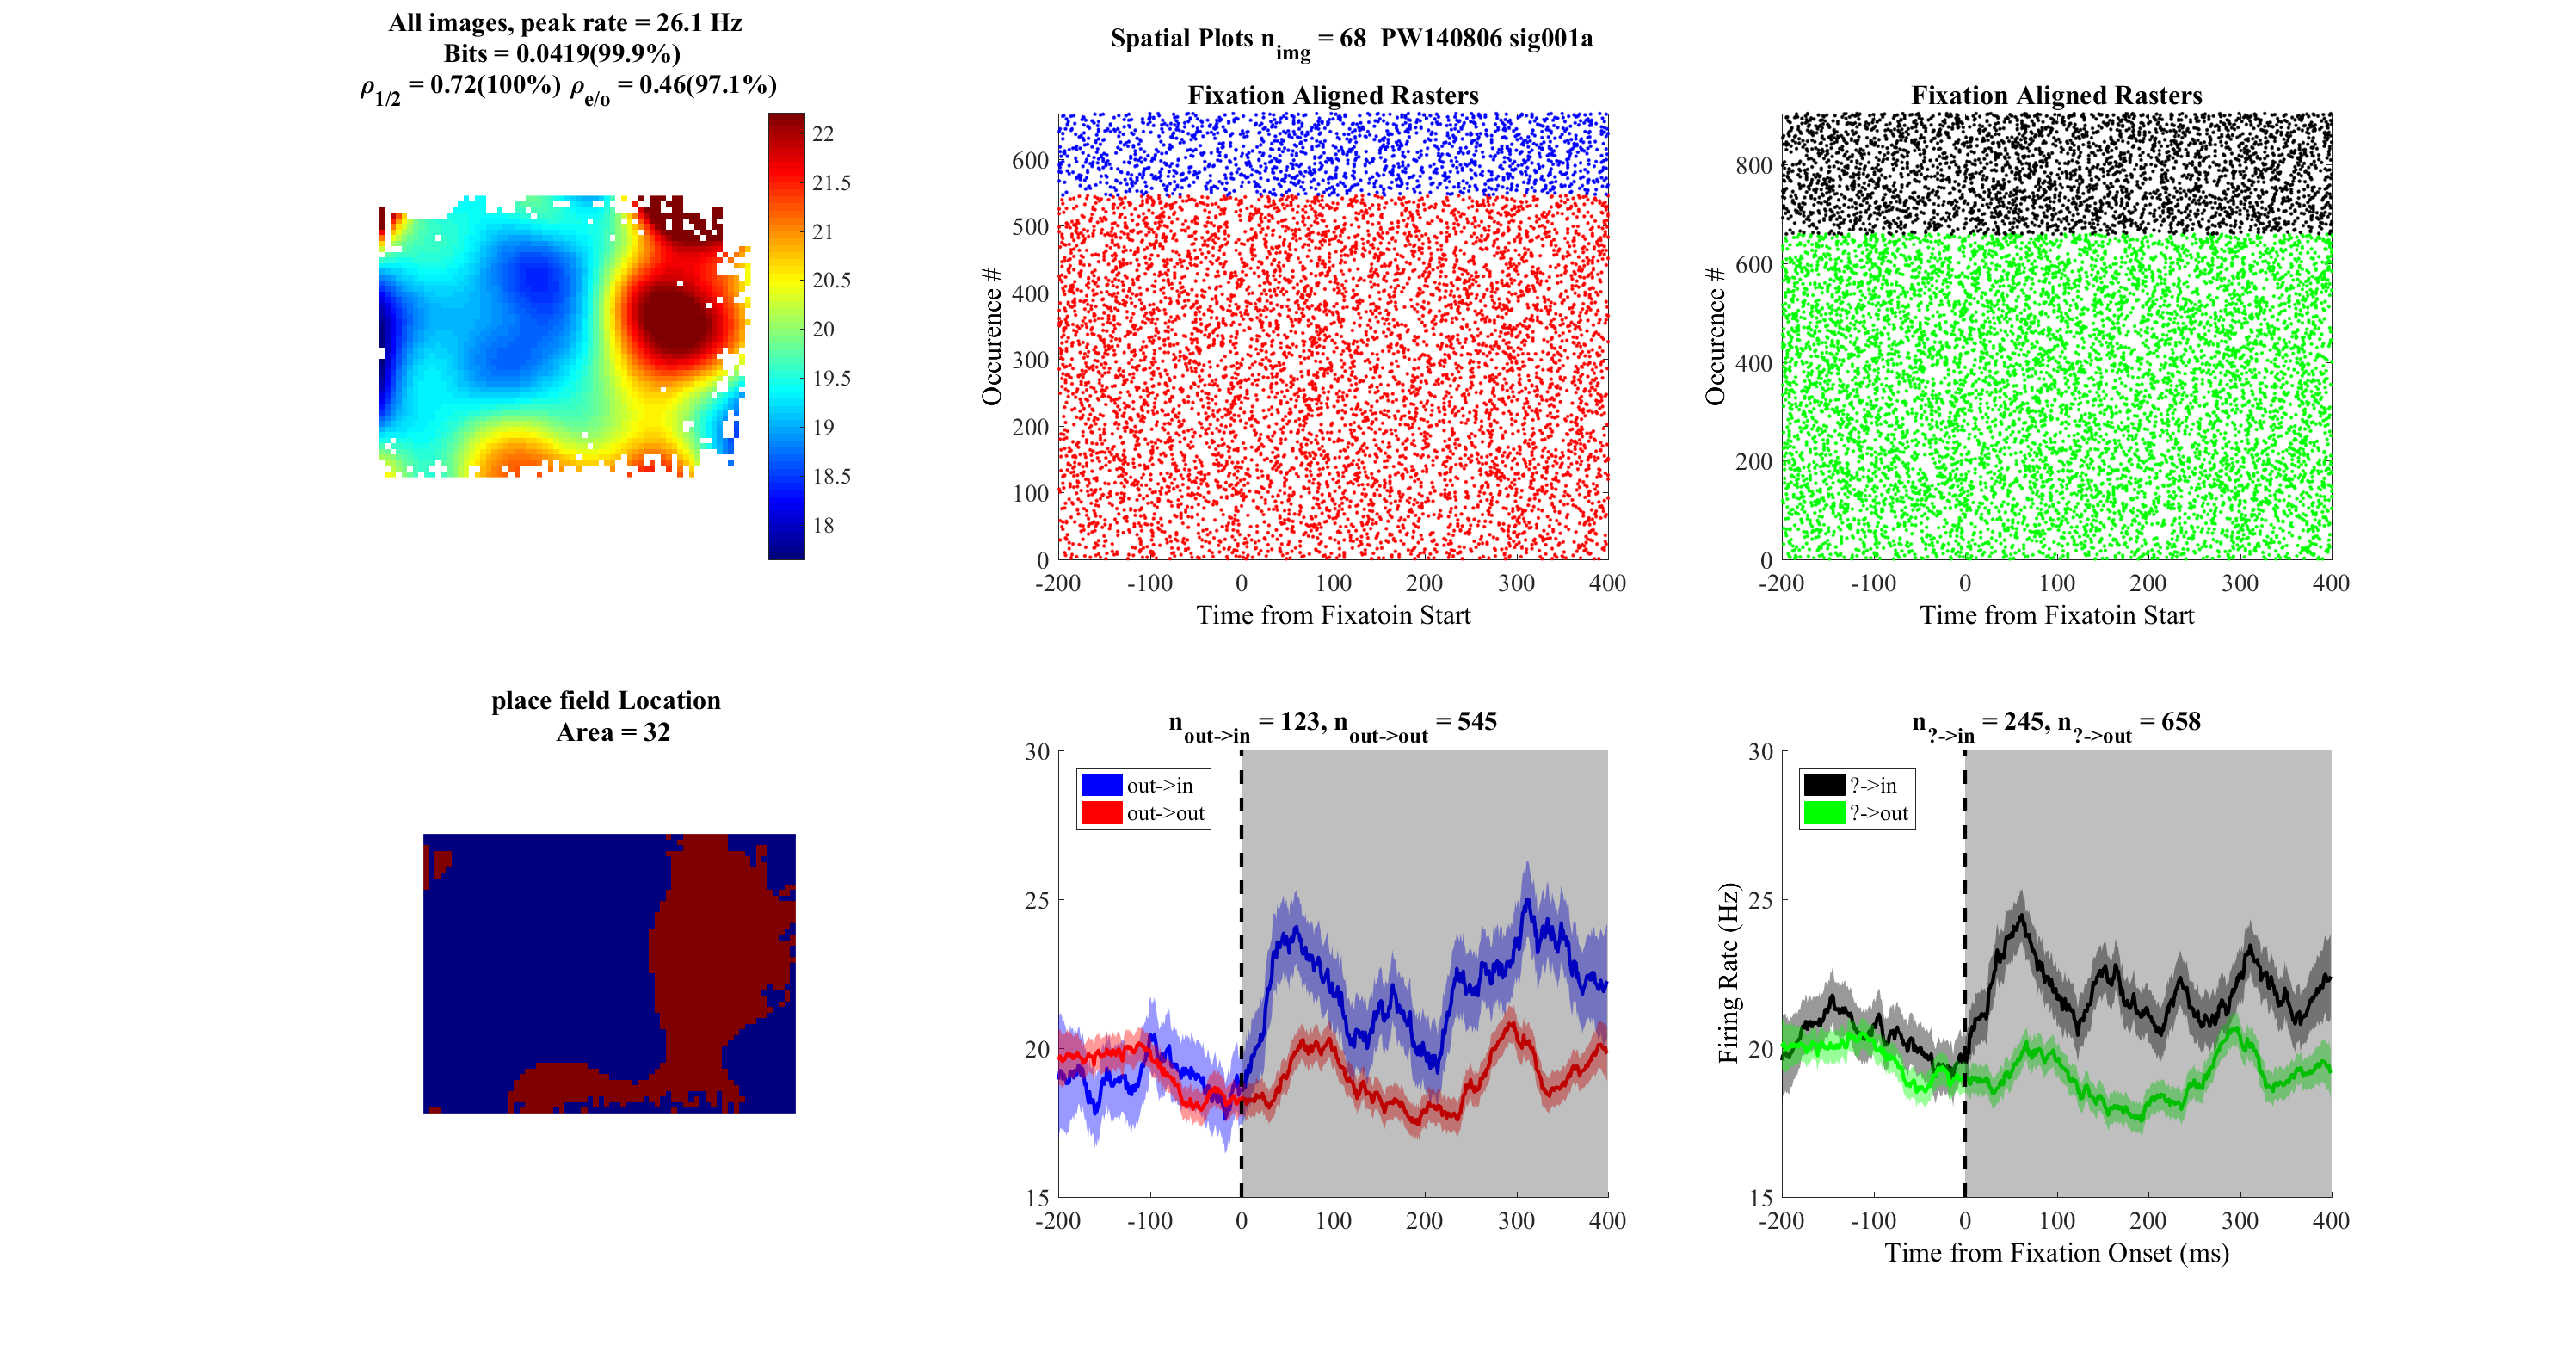 All images, peak rate = 26.1 Hz
Bits = 0.0419(99.9%)
ρ1/2 = 0.72(100%) ρe/o = 0.46(97.1%)
22
21.5
21
20.5
20
19.5
19
18.5
18
Spatial Plots nimg = 68 PW140806 sig001a
Fixation Aligned Rasters
Occurence #
600
500
400
300
200
100
0
-200 -100 0 100 200 300 400
Time from Fixatoin Start
Fixation Aligned Rasters
Occurence #
800
600
400
200
0
-200 -100 0 100 200 300 400
Time from Fixatoin Start
place field Location
Area = 32
nout->in = 123, nout->out = 545
30
25
20
15
out->in
out->out
-200 -100 0 100 200 300 400
n?->in = 245, n?->out = 658
Firing Rate (Hz)
30
25
20
15
?->in
?->out
-200 -100 0 100 200 300 400
Time from Fixation Onset (ms)